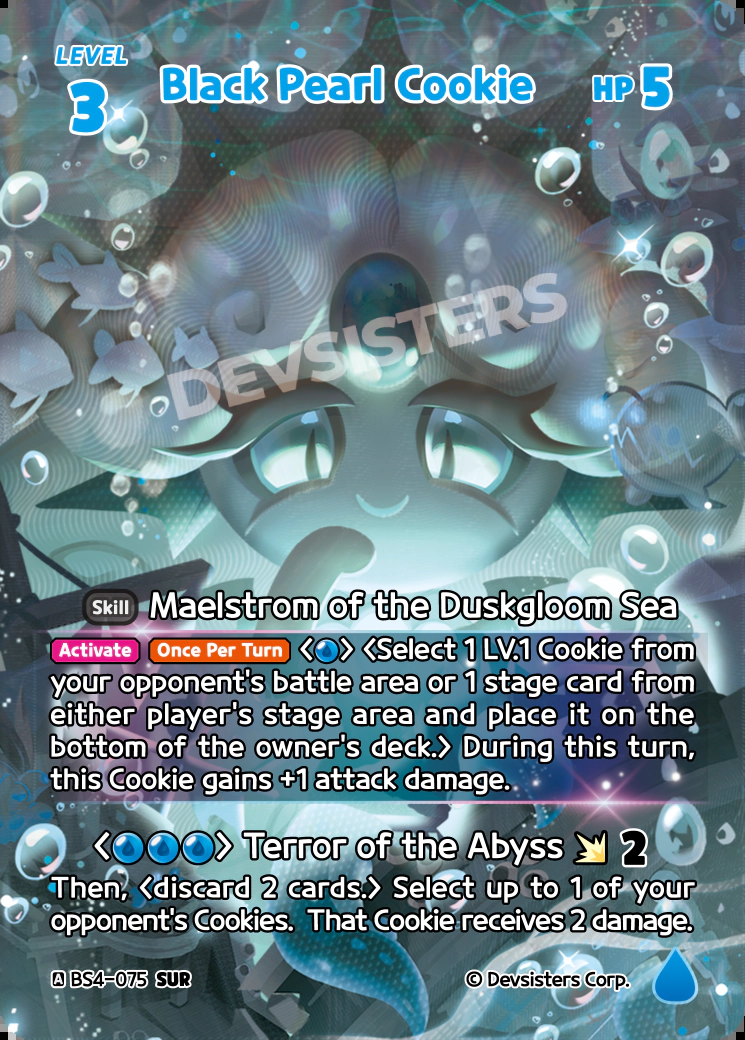 LEVEL
3
Black Pearl Cookie
HP 5
DEVSISTERS
Skill Maelstrom of the Duskgloom Sea
Activate Once Per Turn < > <Select 1 LV.1 Cookie from
your opponent's battle area or 1 stage card from
either player's stage area and place it on the
bottom of the owner's deck.> During this turn,
this Cookie gains +1 attack damage.
< > Terror of the Abyss 2
Then, <discard 2 cards.> Select up to 1 of your
opponent's Cookies. That Cookie receives 2 damage.
A BS4-075 SUR
© Devsisters Corp.